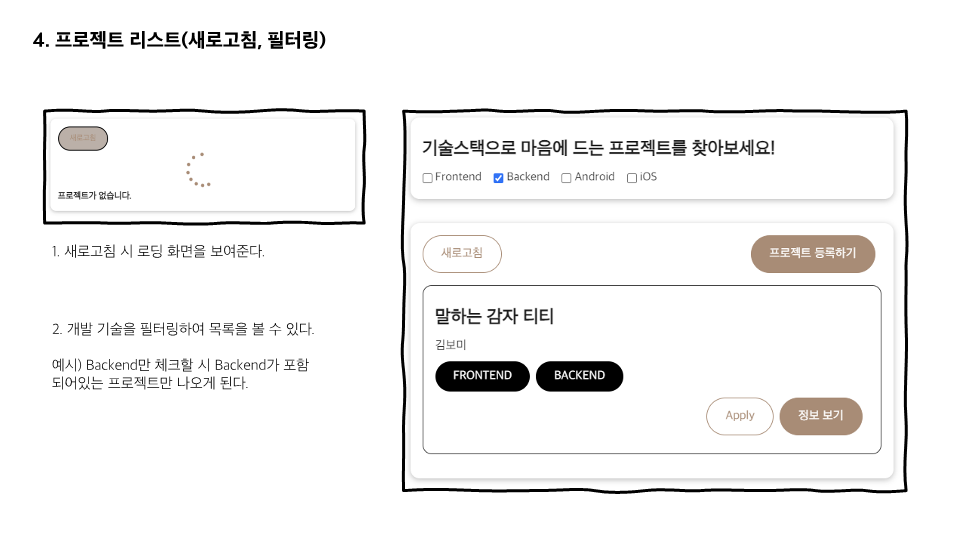 4. 프로젝트 리스트(새로고침, 필터링)
새로고침
프로젝트가 없습니다.
1. 새로고침 시 로딩 화면을 보여준다.
2. 개발 기술을 필터링하여 목록을 볼 수 있다.
예시) Backend만 체크할 시 Backend가 포함
되어있는 프로젝트만 나오게 된다.
기술스택으로 마음에 드는 프로젝트를 찾아보세요!
Frontend Backend Android iOS
새로고침 프로젝트 등록하기
말하는 감자 티티
김보미
FRONTEND BACKEND
Apply 정보 보기